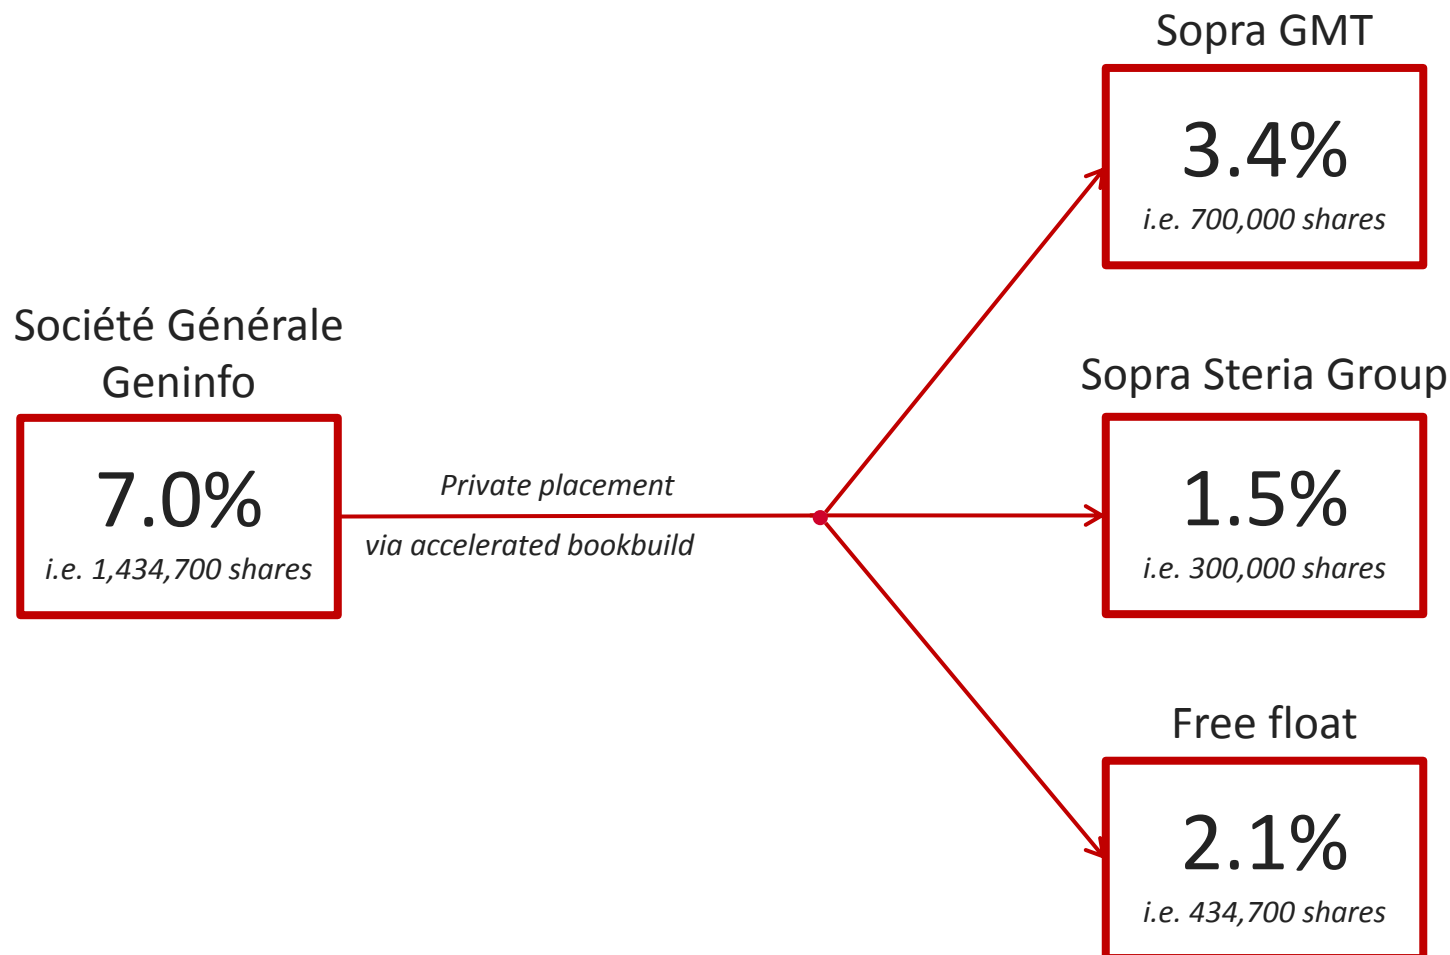 Société Générale
Geninfo
7.0%
i.e. 1,434,700 shares
Private placement
via accelerated bookbuild
Sopra GMT
3.4%
i.e. 700,000 shares
Sopra Steria Group
1.5%
i.e. 300,000 shares
Free float
2.1%
i.e. 434,700 shares